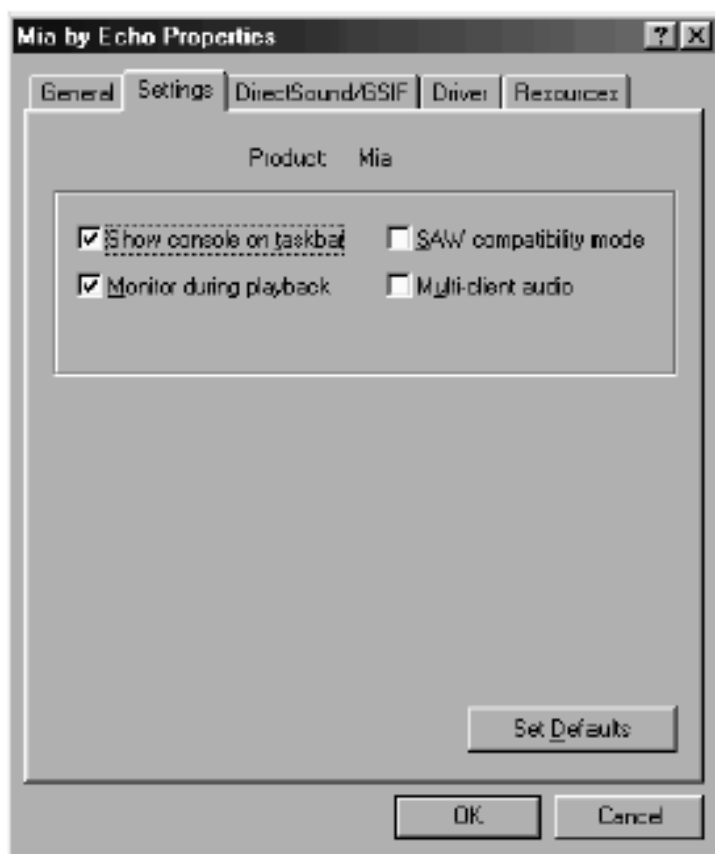 Mia by Echo Properties
General Settings DirectSound/GSIF Driver Resources
Product: Mia
Show console on taskbar SAW compatibility mode
Monitor during playback Multi-client audio
Set Defaults
OK Cancel